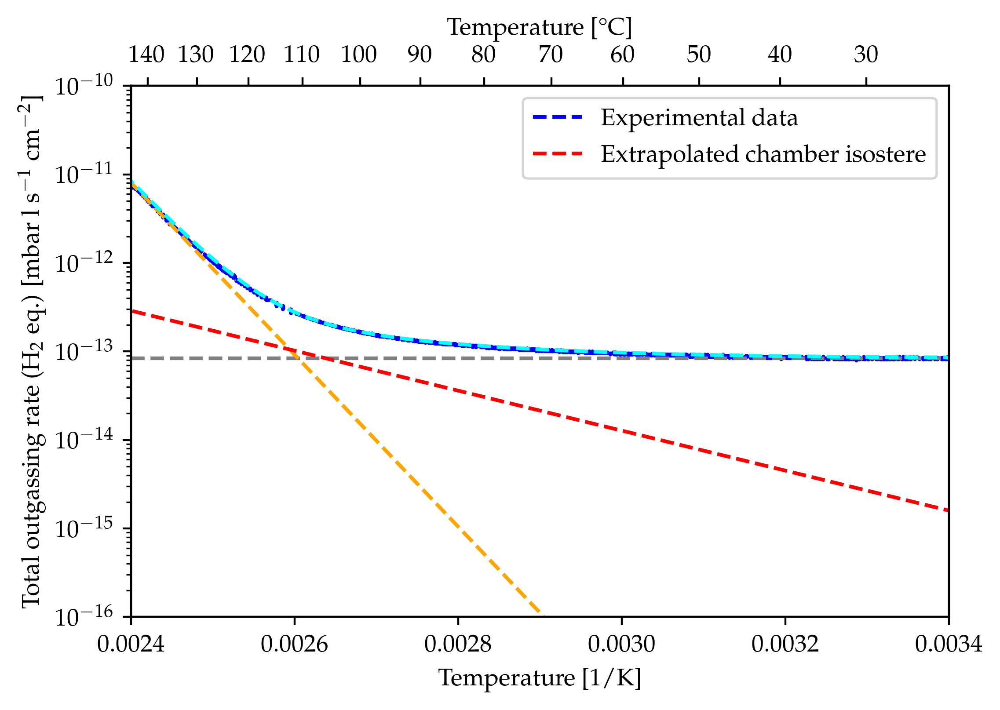 Temperature [°C]
140 130 120 110 100 90 80 70 60 50 40 30
10⁻¹⁰
10⁻¹¹
10⁻¹²
10⁻¹³
10⁻¹⁴
10⁻¹⁵
10⁻¹⁶
Total outgassing rate (H₂ eq.) [mbar l s⁻¹ cm⁻²]
Experimental data
Extrapolated chamber isostere
0.0024 0.0026 0.0028 0.0030 0.0032 0.0034
Temperature [1/K]